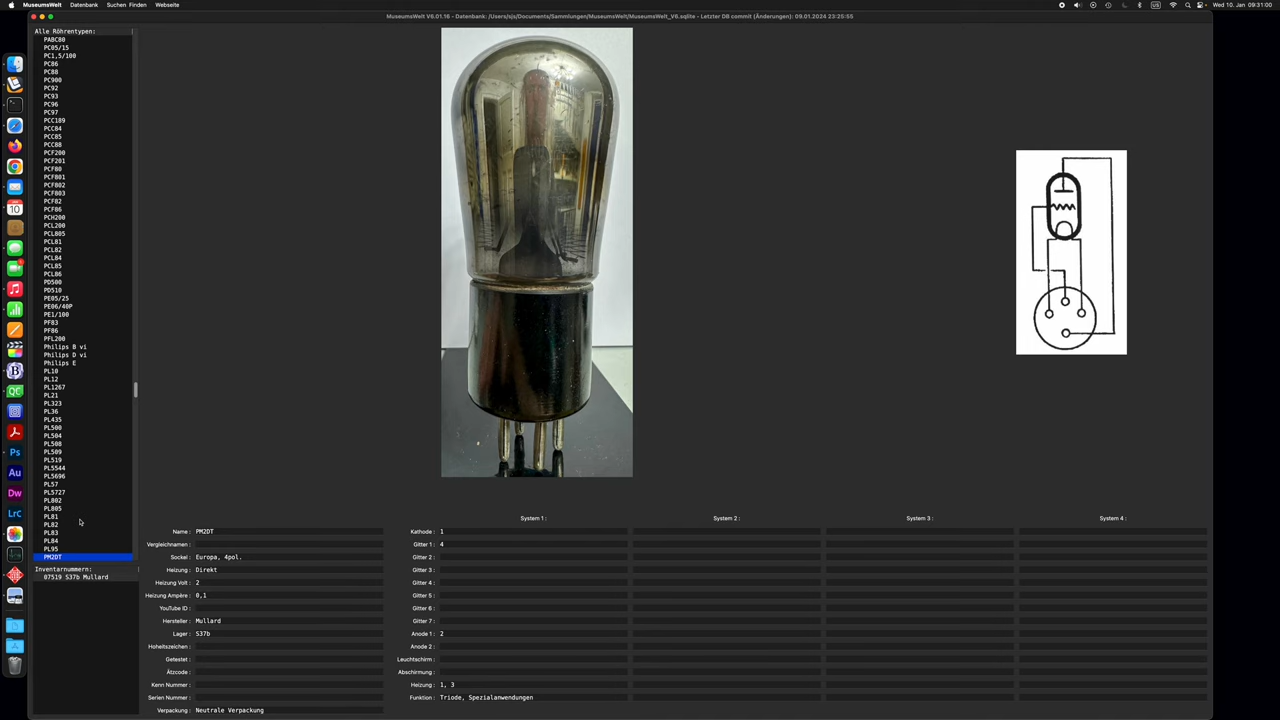 MuseumsWelt Datenbank Suchen Finden Webseite
US
Wed 10. Jan 09:31:00
MuseumsWelt V6.01.16 - Datenbank: /Users/sjs/Documents/Sammlungen/MuseumsWelt/MuseumsWelt_V6.sqlite - Letzter DB commit (Änderungen): 09.01.2024 23:25:55
Alle Röhrentypen:
PABC80
PC05/15
PC1,5/100
PC86
PC88
PC900
PC92
PC93
PC96
PC97
PCC189
PCC84
PCC85
PCC88
PCF200
PCF201
PCF80
PCF801
PCF802
PCF803
PCF82
PCF86
PCH200
PCL200
PCL805
PCL81
PCL82
PCL84
PCL85
PCL86
PD500
PD510
PE05/25
PE06/40P
PE1/100
PF83
PF86
PFL200
Philips B vi
Philips D vi
Philips E
PL10
PL12
PL1267
PL21
PL323
PL36
PL435
PL500
PL504
PL508
PL509
PL519
PL5544
PL5696
PL57
PL5727
PL802
PL805
PL81
PL82
PL83
PL84
PL95
PM2DT
Inventarnummern:
07519 S37b Mullard
10
QC
Ps
Au
Dw
LrC
System 1 : System 2 : System 3 : System 4 :
Name : PM2DT
Vergleichnamen :
Sockel : Europa, 4pol.
Heizung : Direkt
Heizung Volt : 2
Heizung Ampère : 0,1
YouTube ID :
Hersteller : Mullard
Lager : S37b
Hoheitszeichen :
Getestet :
Ätzcode :
Kenn Nummer :
Serien Nummer :
Verpackung : Neutrale Verpackung
Kathode : 1
Gitter 1 : 4
Gitter 2 :
Gitter 3 :
Gitter 4 :
Gitter 5 :
Gitter 6 :
Gitter 7 :
Anode 1 : 2
Anode 2 :
Leuchtschirm :
Abschirmung :
Heizung : 1, 3
Funktion : Triode, Spezialanwendungen